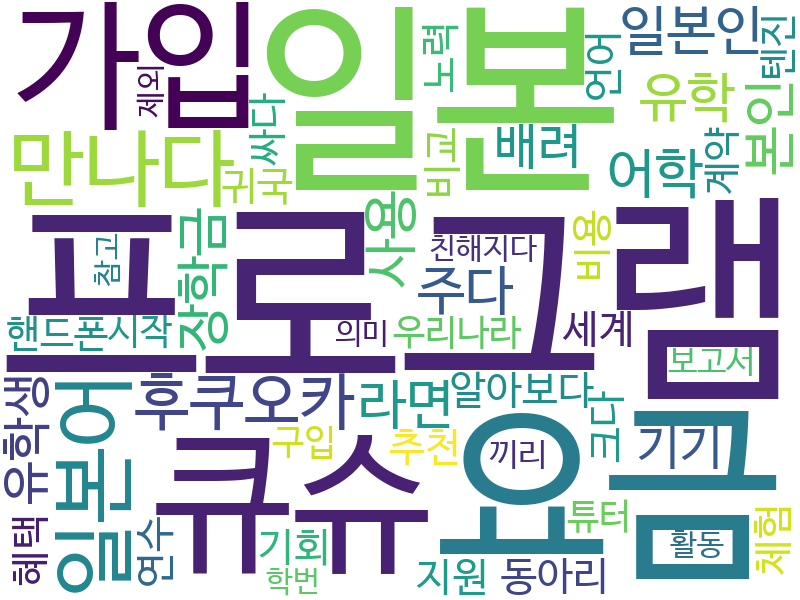 가입
일본
제외
노력
언어
일본인
텐진
만나다
싸다
귀국
비교
배려
유학
어학
계약
본인
프로그램
장학금
참고
사용
친해지다
주다
비용
핸드폰시작
의미
우리나라
세계
보고서
유학생
일본어
후쿠오카
라면
알아보다
크다
큐슈
구입
추천
끼리
요금
기기
혜택
연수
기회
학번
지원
동아리
튜터
활동
체험